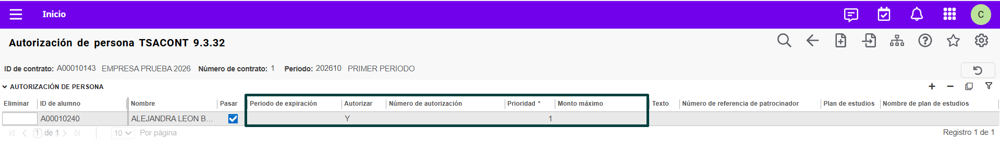 Inicio
C
Autorización de persona TSACONT 9.3.32
ID de contrato: A00010143 EMPRESA PRUEBA 2026 Número de contrato: 1 Periodo: 202610 PRIMER PERIODO
AUTORIZACIÓN DE PERSONA
Eliminar ID de alumno Nombre Pasar Periodo de expiración Autorizar Número de autorización Prioridad * Monto máximo Texto Número de referencia de patrocinador Plan de estudios Nombre de plan de estudios
A00010240 ALEJANDRA LEON B... Y 1
1 de 1 10 Por página Registro 1 de 1